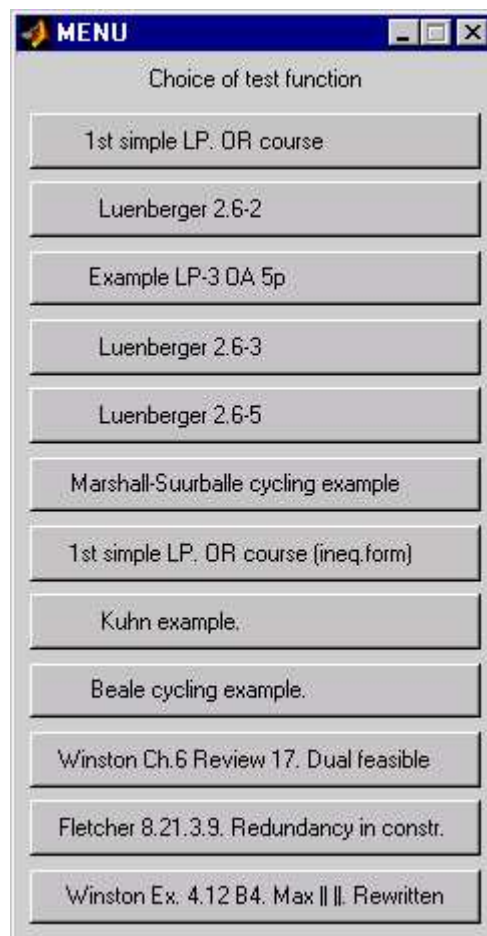 MENU
Choice of test function
1st simple LP. OR course
Luenberger 2.6-2
Example LP-3 OA 5p
Luenberger 2.6-3
Luenberger 2.6-5
Marshall-Suurballe cycling example
1st simple LP. OR course (ineq.form)
Kuhn example.
Beale cycling example.
Winston Ch.6 Review 17. Dual feasible
Fletcher 8.21.3.9. Redundancy in constr.
Winston Ex. 4.12 B4. Max || ||. Rewritten